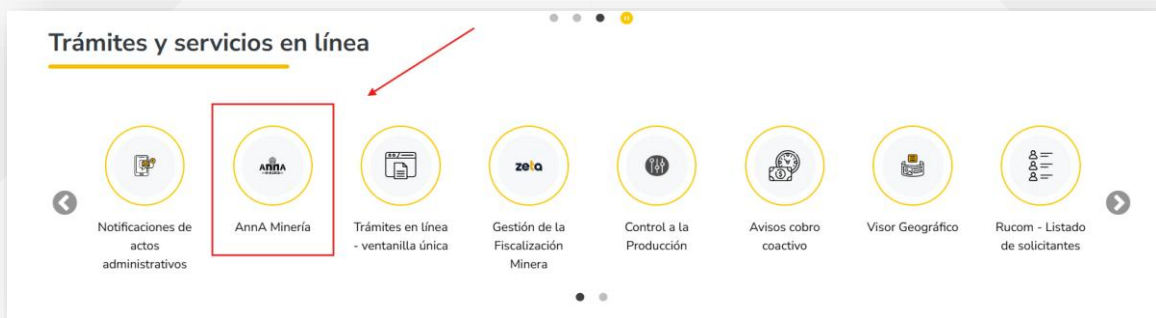 Trámites y servicios en línea
AnnA
MINERÍA
zeta
Notificaciones de
actos
administrativos
AnnA Minería
Trámites en línea
- ventanilla única
Gestión de la
Fiscalización
Minera
Control a la
Producción
Avisos cobro
coactivo
Visor Geográfico
Rucom - Listado
de solicitantes